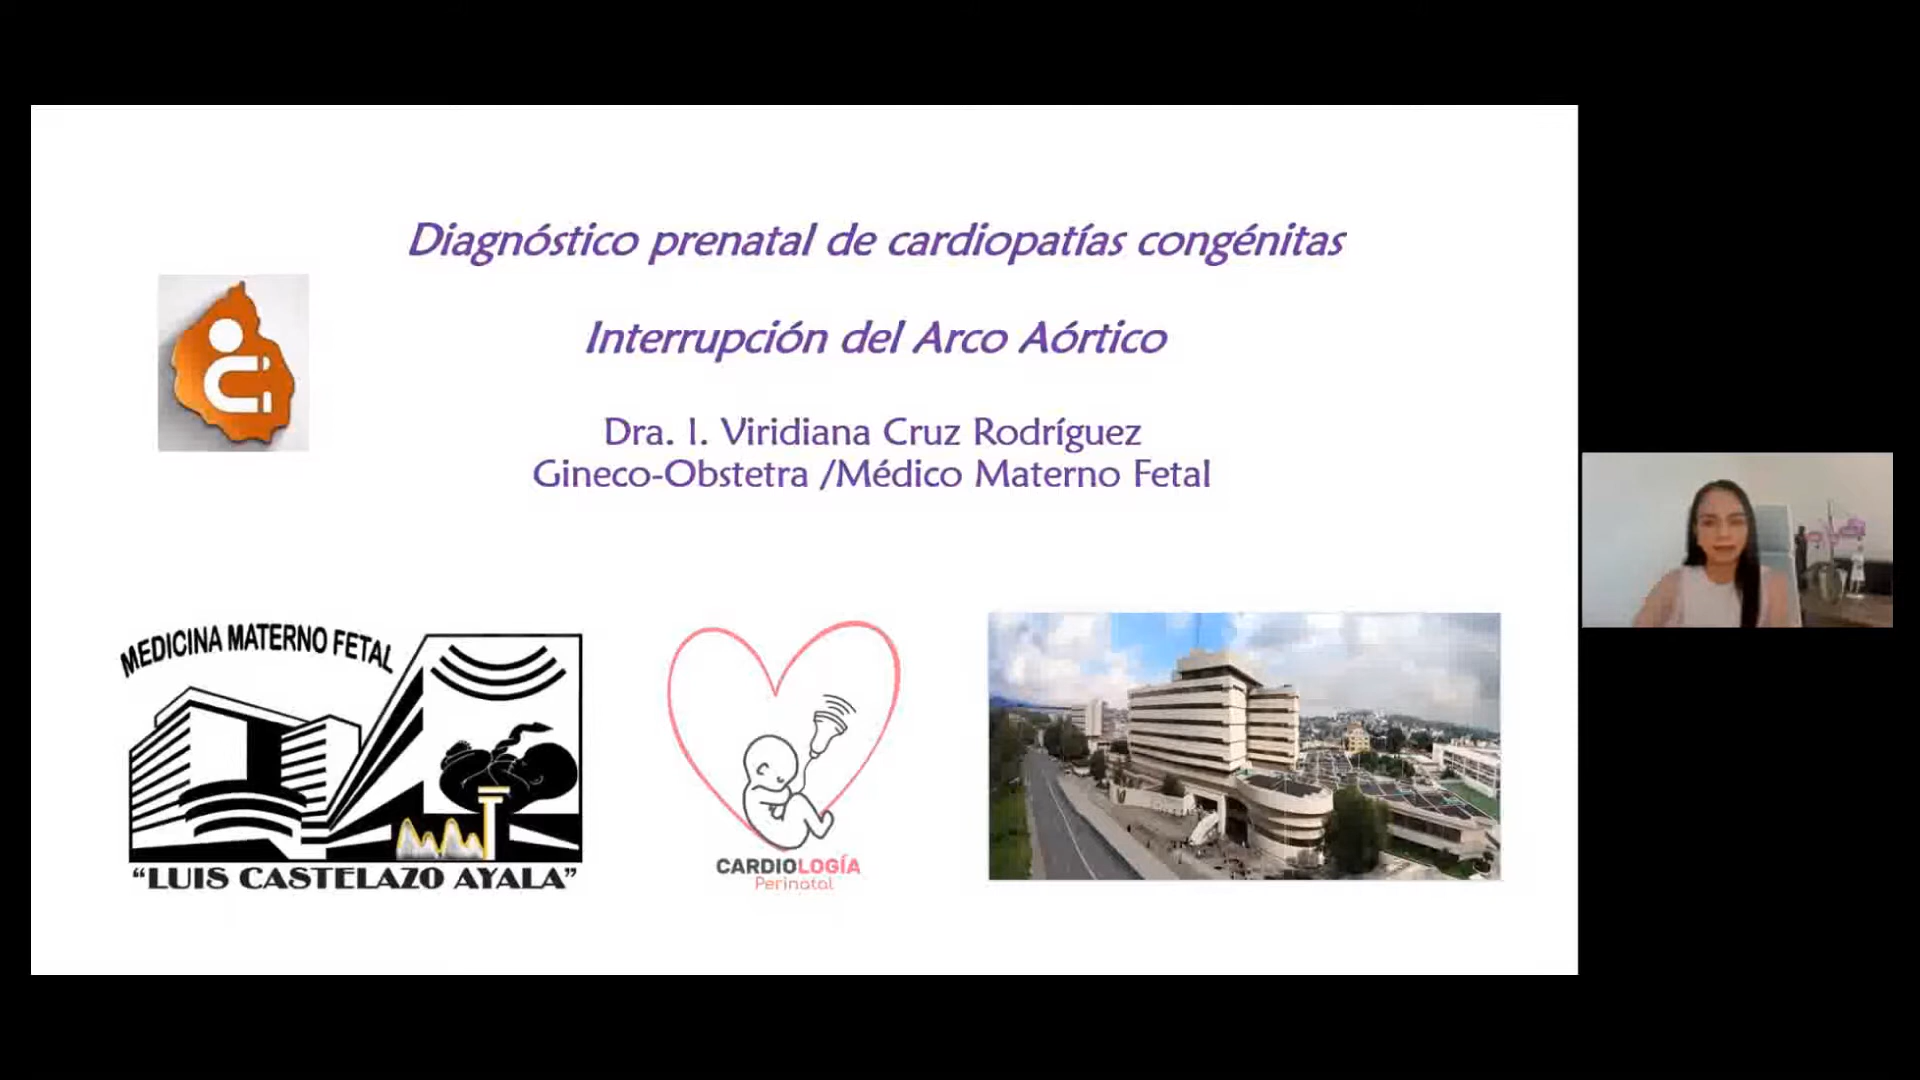 Diagnóstico prenatal de cardiopatías congénitas
Interrupción del Arco Aórtico
Dra. I. Viridiana Cruz Rodríguez
Gineco-Obstetra /Médico Materno Fetal
MEDICINA MATERNO FETAL
“LUIS CASTELAZO AYALA”
CARDIOLOGÍA
Perinatal